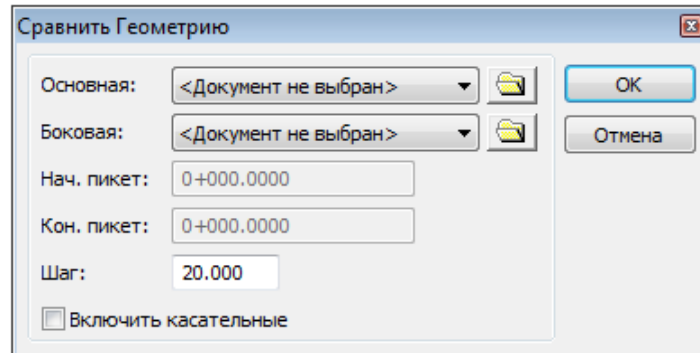 Сравнить Геометрию
Основная: <Документ не выбран> OK
Боковая: <Документ не выбран> Отмена
Нач. пикет: 0+000.0000
Кон. пикет: 0+000.0000
Шаг: 20.000
Включить касательные